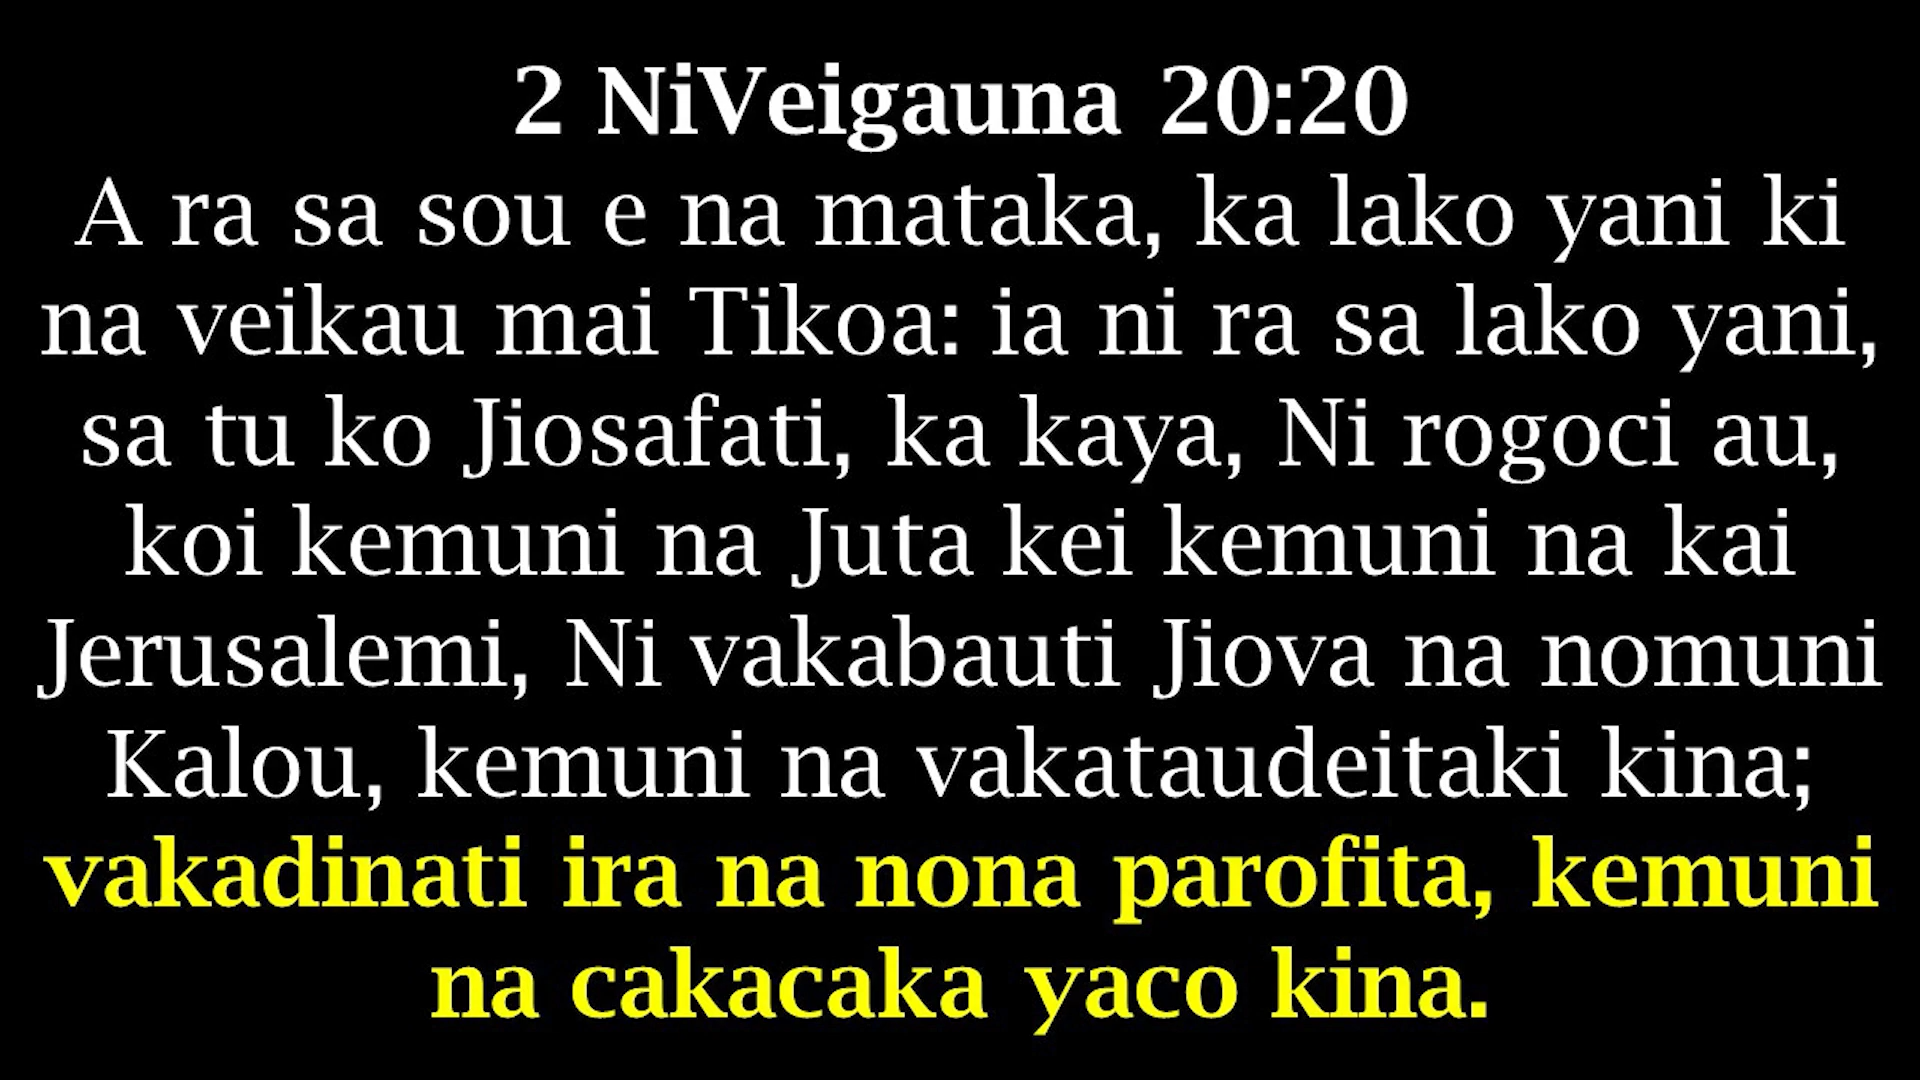 2 NiVeigauna 20:20
A ra sa sou e na mataka, ka lako yani ki
na veikau mai Tikoa: ia ni ra sa lako yani,
sa tu ko Jiosafati, ka kaya, Ni rogoci au,
koi kemuni na Juta kei kemuni na kai
Jerusalemi, Ni vakabauti Jiova na nomuni
Kalou, kemuni na vakataudeitaki kina;
vakadinati ira na nona parofita, kemuni
na cakacaka yaco kina.